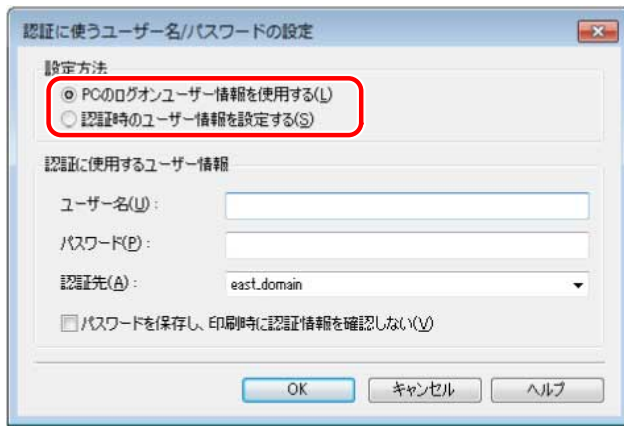 認証に使うユーザー名/パスワードの設定
設定方法
PCのログオンユーザー情報を使用する(L)
認証時のユーザー情報を設定する(S)
認証に使用するユーザー情報
ユーザー名(U):
パスワード(P):
認証先(A): east_domain
パスワードを保存し、印刷時に認証情報を確認しない(V)
OK キャンセル ヘルプ